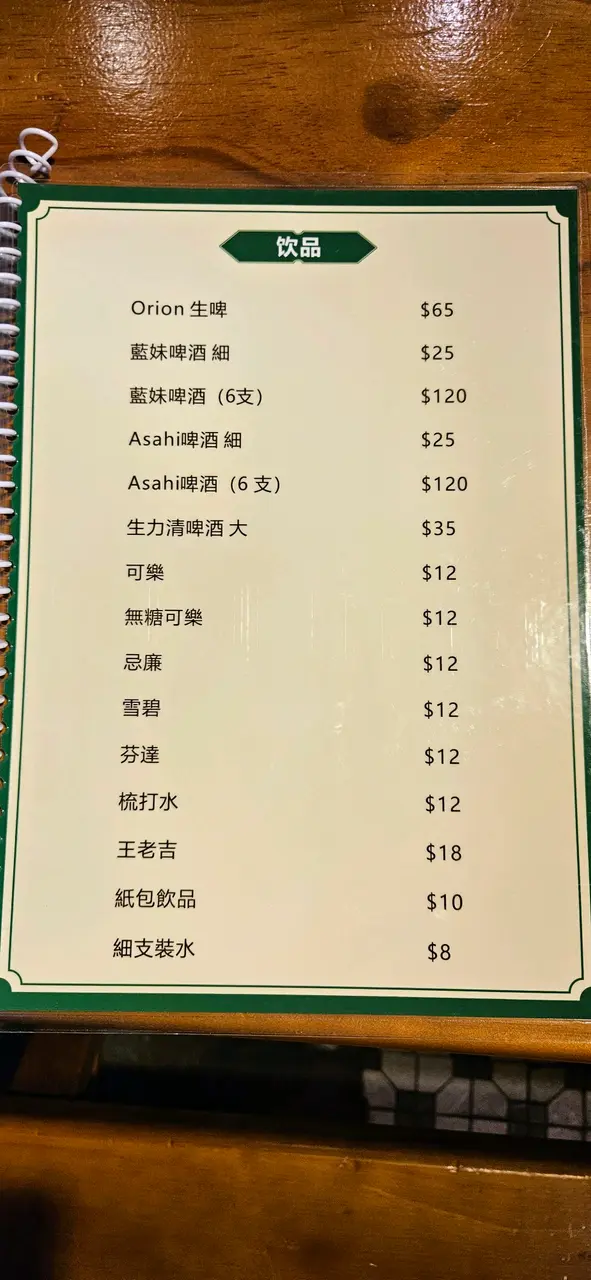 饮品
Orion 生啤 $65
藍妹啤酒 細 $25
藍妹啤酒（6支） $120
Asahi啤酒 細 $25
Asahi啤酒（6 支） $120
生力清啤酒 大 $35
可樂 $12
無糖可樂 $12
忌廉 $12
雪碧 $12
芬達 $12
梳打水 $12
王老吉 $18
紙包飲品 $10
細支裝水 $8